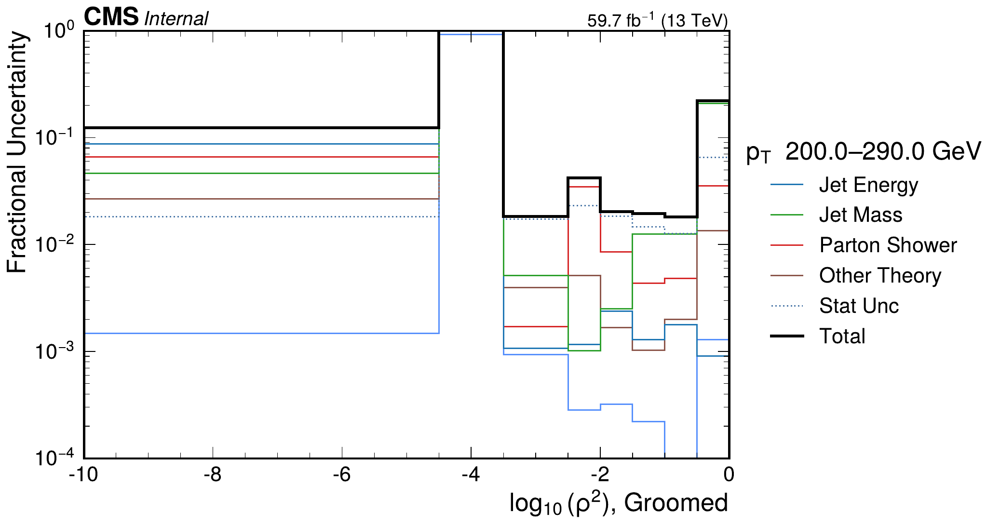 CMS Internal
59.7 fb⁻¹ (13 TeV)
Fractional Uncertainty
10⁰
10⁻¹
10⁻²
10⁻³
10⁻⁴
-10 -8 -6 -4 -2 0
log₁₀(ρ²), Groomed
p_T 200.0–290.0 GeV
Jet Energy
Jet Mass
Parton Shower
Other Theory
Stat Unc
Total